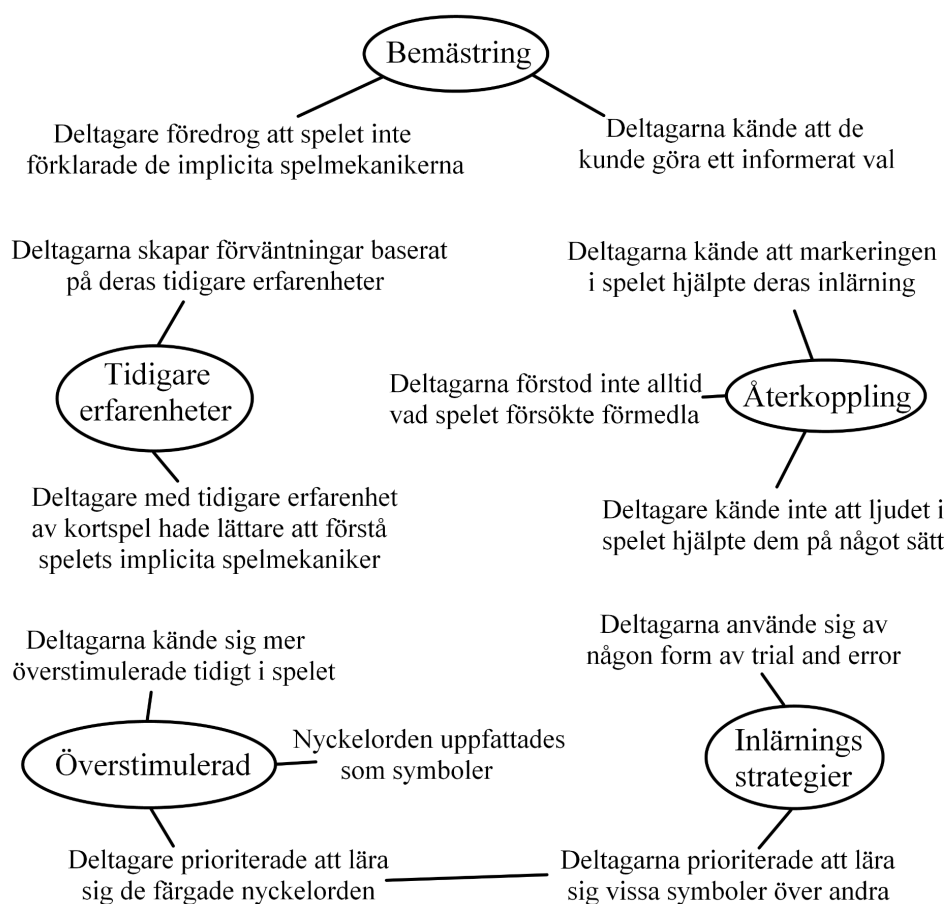 Bemästring
Deltagare föredrog att spelet inte
förklarade de implicita spelmekanikerna
Deltagarna kände att de
kunde göra ett informerat val
Deltagarna skapar förväntningar baserat
på deras tidigare erfarenheter
Tidigare
erfarenheter
Deltagare med tidigare erfarenhet
av kortspel hade lättare att förstå
spelets implicita spelmekaniker
Deltagarna kände att markeringen
i spelet hjälpte deras inlärning
Deltagarna förstod inte alltid
vad spelet försökte förmedla
Återkoppling
Deltagare kände inte att ljudet i
spelet hjälpte dem på något sätt
Deltagarna kände sig mer
överstimulerade tidigt i spelet
Överstimulerad
Nyckelorden uppfattades
som symboler
Deltagare prioriterade att lära
sig de färgade nyckelorden
Deltagarna använde sig av
någon form av trial and error
Inlärnings
strategier
Deltagarna prioriterade att lära
sig vissa symboler över andra